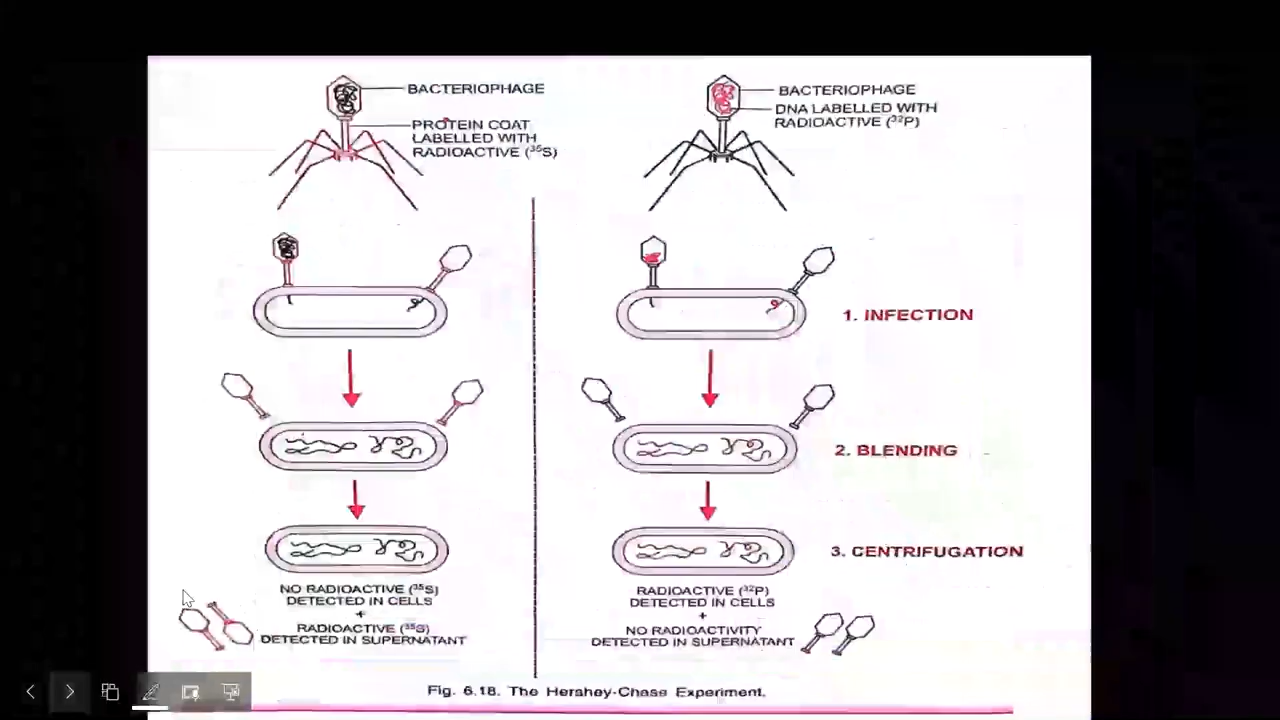 BACTERIOPHAGE
PROTEIN COAT
LABELLED WITH
RADIOACTIVE (³⁵S)
BACTERIOPHAGE
DNA LABELLED WITH
RADIOACTIVE (³²P)
1. INFECTION
2. BLENDING
3. CENTRIFUGATION
NO RADIOACTIVE (³⁵S)
DETECTED IN CELLS
+
RADIOACTIVE (³⁵S)
DETECTED IN SUPERNATANT
RADIOACTIVE (³²P)
DETECTED IN CELLS
+
NO RADIOACTIVITY
DETECTED IN SUPERNATANT
Fig. 6.18. The Hershey-Chase Experiment.